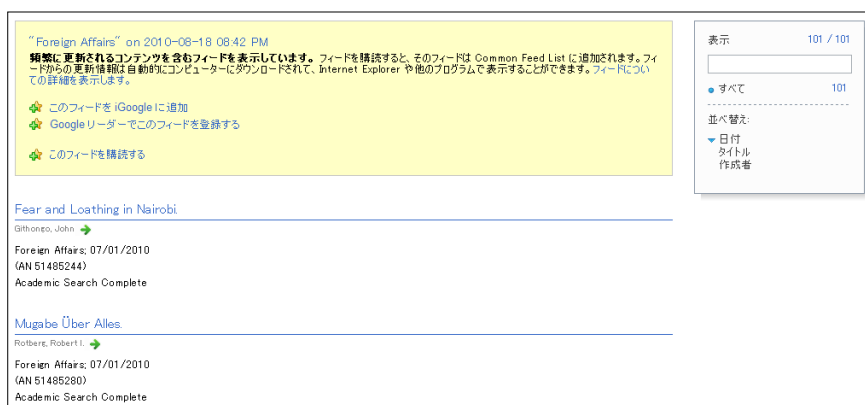 "Foreign Affairs" on 2010-08-18 08:42 PM
頻繁に更新されるコンテンツを含むフィードを表示しています。フィードを購読すると、そのフィードは Common Feed List に追加されます。フィ
ードからの更新情報は自動的にコンピューターにダウンロードされて、Internet Explorer や他のプログラムで表示することができます。フィードについ
ての詳細を表示します。
このフィードを iGoogle に追加
Googleリーダーでこのフィードを登録する
このフィードを購読する
Fear and Loathing in Nairobi.
Githongo, John
Foreign Affairs; 07/01/2010
(AN 51485244)
Academic Search Complete
Mugabe Über Alles.
Rotberg, Robert I.
Foreign Affairs; 07/01/2010
(AN 51485280)
Academic Search Complete
表示 101 / 101
すべて 101
並べ替え:
日付
タイトル
作成者